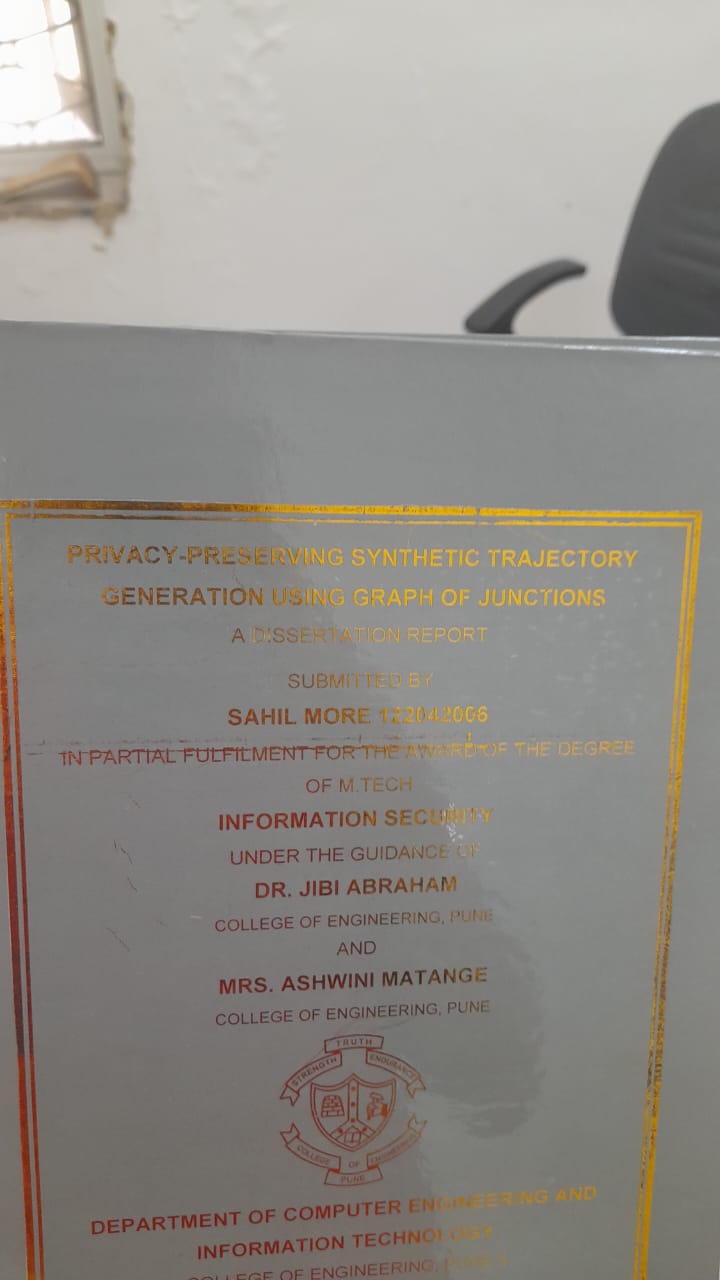 PRIVACY-PRESERVING SYNTHETIC TRAJECTORY
GENERATION USING GRAPH OF JUNCTIONS
A DISSERTATION REPORT
SUBMITTED BY
SAHIL MORE 122042006
IN PARTIAL FULFILMENT FOR THE AWARD OF THE DEGREE
OF M.TECH
INFORMATION SECURITY
UNDER THE GUIDANCE OF
DR. JIBI ABRAHAM
COLLEGE OF ENGINEERING, PUNE
AND
MRS. ASHWINI MATANGE
COLLEGE OF ENGINEERING, PUNE
TRUTH
STRENGTH ENDURANCE
COLLEGE OF ENGINEERING
PUNE
DEPARTMENT OF COMPUTER ENGINEERING AND
INFORMATION TECHNOLOGY
COLLEGE OF ENGINEERING,